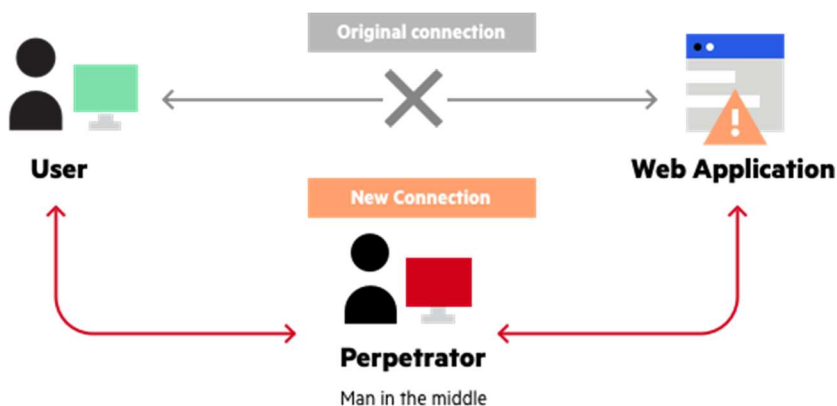 Original connection
User
Web Application
New Connection
Perpetrator
Man in the middle